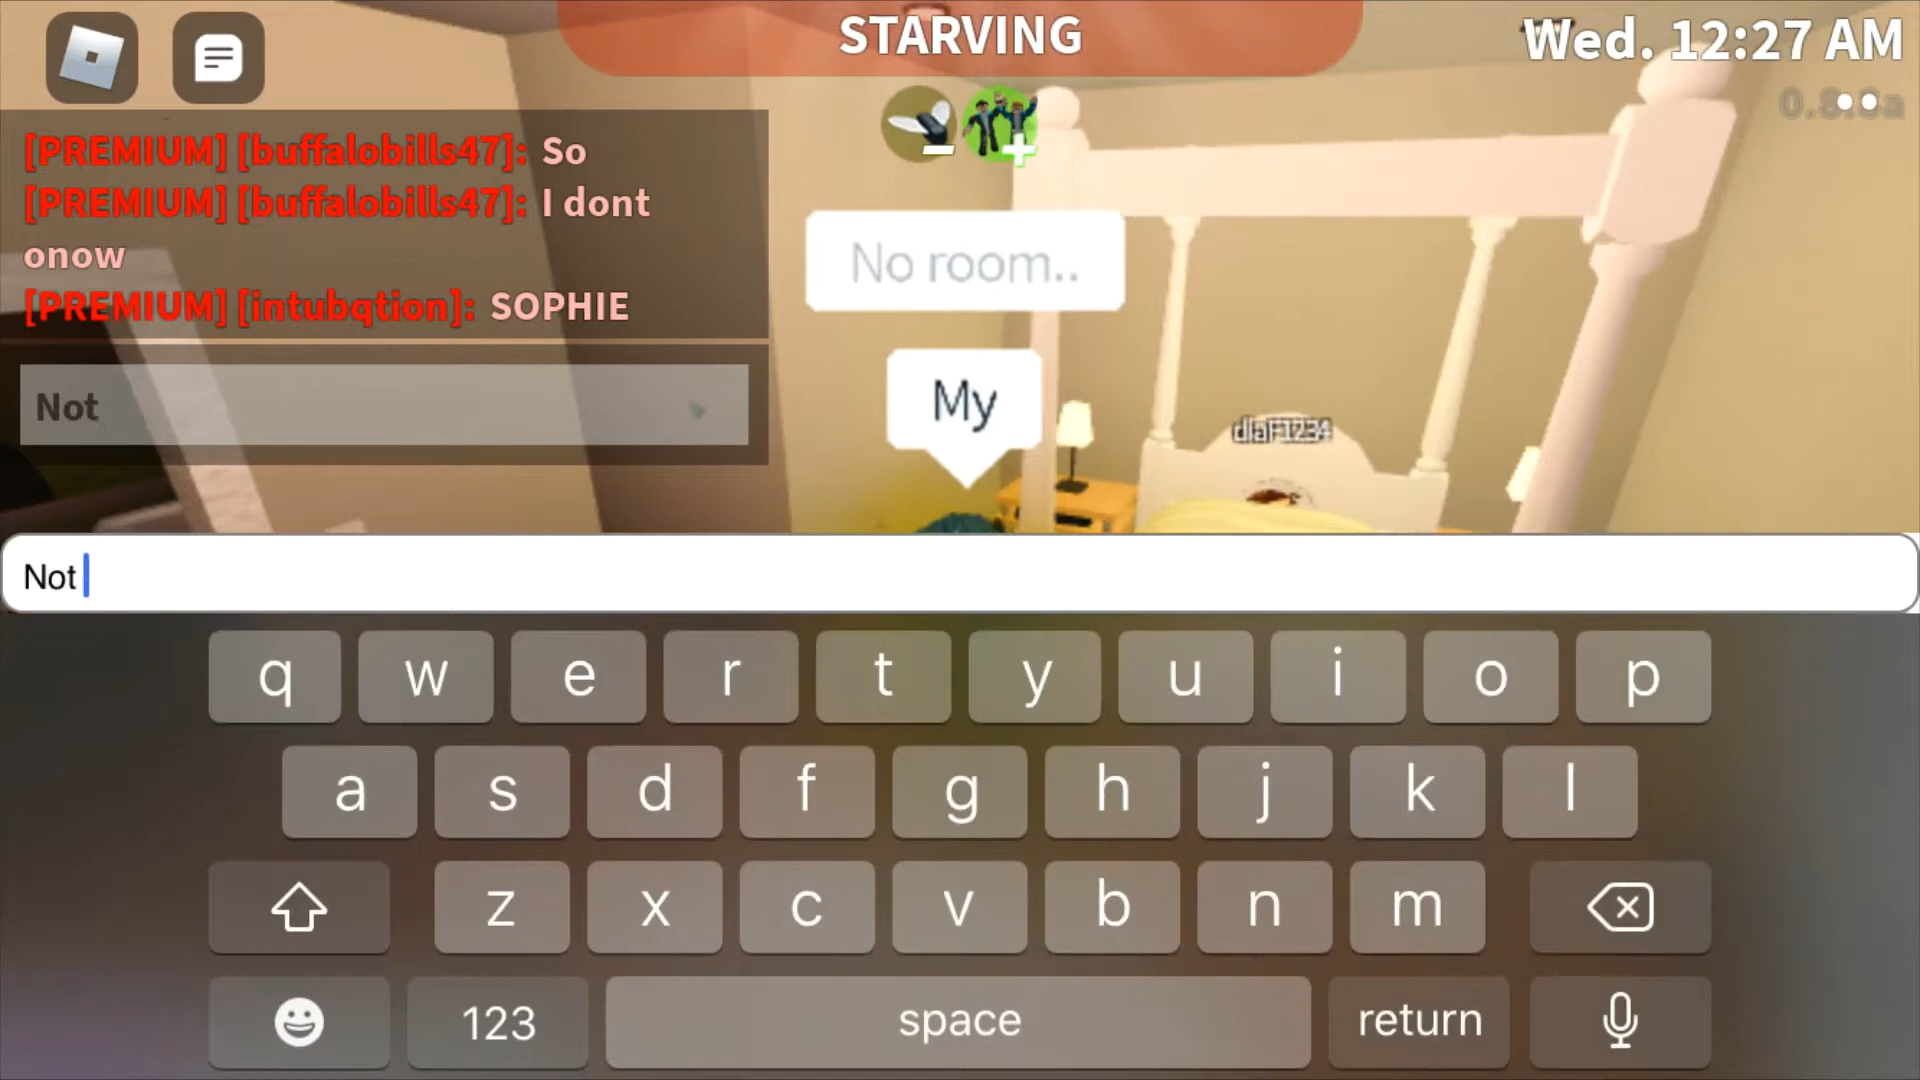 STARVING
Wed. 12:27 AM
[PREMIUM] [buffalobills47]: So
[PREMIUM] [buffalobills47]: I dont
onow
[PREMIUM] [intubqtion]: SOPHIE
Not
No room..
My
Not
q w e r t y u i o p
a s d f g h j k l
z x c v b n m
123 space return